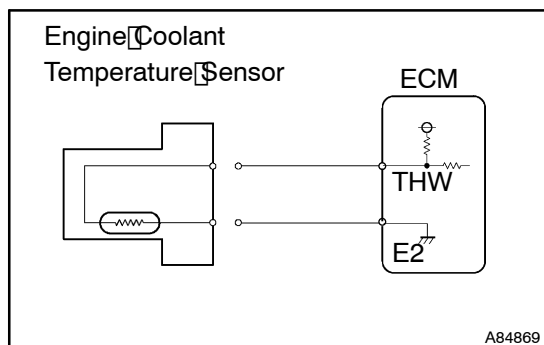 Engine Coolant
Temperature Sensor
ECM
THW
E2
A84869